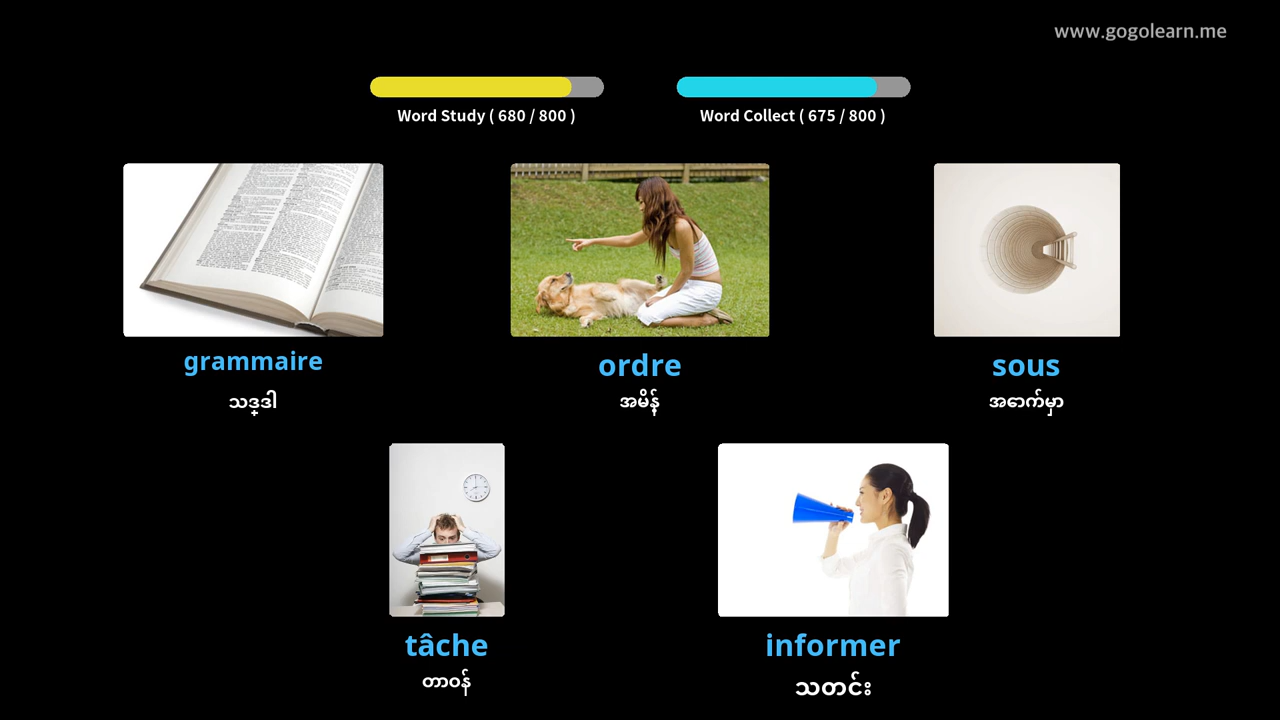 www.gogolearn.me
Word Study ( 680 / 800 )
Word Collect ( 675 / 800 )
grammaire
သဒ္ဒါ
ordre
အမိန့်
sous
အောက်မှာ
tâche
တာဝန်
informer
သတင်း